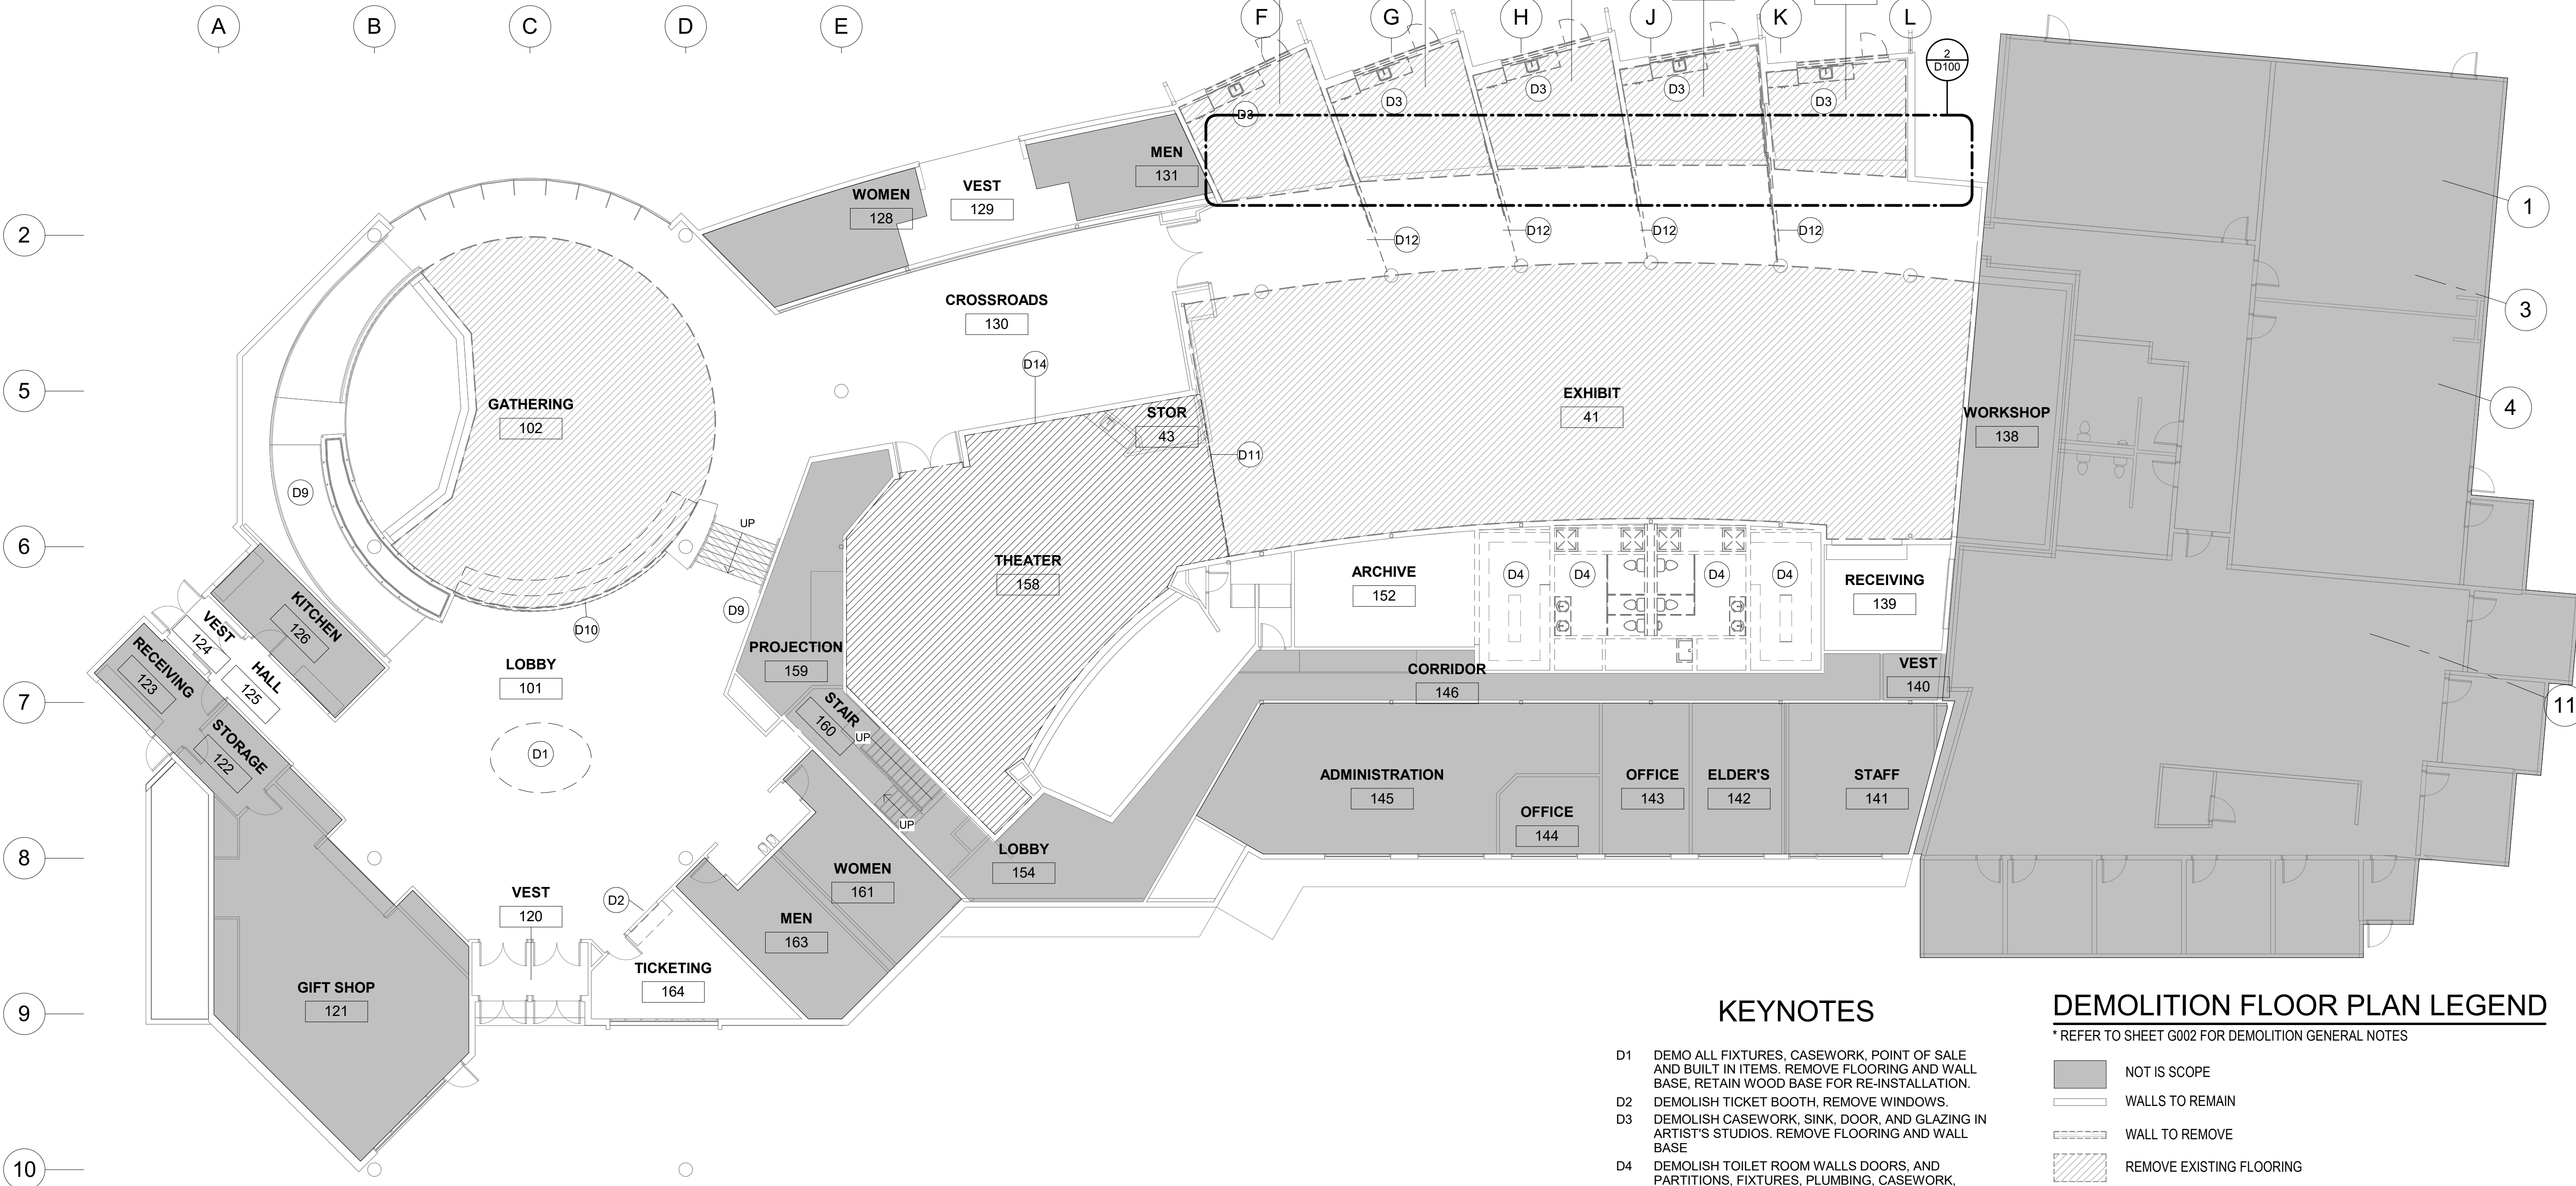 A
B
C
D
E
F
G
H
J
K
L
2
D100
2
5
6
7
8
9
10
1
3
4
11
D3
D3
D3
D3
D3
MEN
131
WOMEN
128
VEST
129
D12
D12
D12
D12
CROSSROADS
130
D14
GATHERING
102
STOR
43
EXHIBIT
41
WORKSHOP
138
D11
D9
UP
THEATER
158
ARCHIVE
152
D4
D4
D4
D4
RECEIVING
139
D9
D10
KITCHEN
126
VEST
124
RECEIVING
123
HALL
125
STORAGE
122
LOBBY
101
PROJECTION
159
CORRIDOR
146
VEST
140
STAIR
160
UP
UP
D1
ADMINISTRATION
145
OFFICE
144
OFFICE
143
ELDER'S
142
STAFF
141
LOBBY
154
WOMEN
161
MEN
163
VEST
120
D2
TICKETING
164
GIFT SHOP
121
KEYNOTES
D1 DEMO ALL FIXTURES, CASEWORK, POINT OF SALE
AND BUILT IN ITEMS. REMOVE FLOORING AND WALL
BASE, RETAIN WOOD BASE FOR RE-INSTALLATION.
D2 DEMOLISH TICKET BOOTH, REMOVE WINDOWS.
D3 DEMOLISH CASEWORK, SINK, DOOR, AND GLAZING IN
ARTIST'S STUDIOS. REMOVE FLOORING AND WALL
BASE
D4 DEMOLISH TOILET ROOM WALLS DOORS, AND
PARTITIONS, FIXTURES, PLUMBING, CASEWORK,
DEMOLITION FLOOR PLAN LEGEND
* REFER TO SHEET G002 FOR DEMOLITION GENERAL NOTES
NOT IS SCOPE
WALLS TO REMAIN
WALL TO REMOVE
REMOVE EXISTING FLOORING